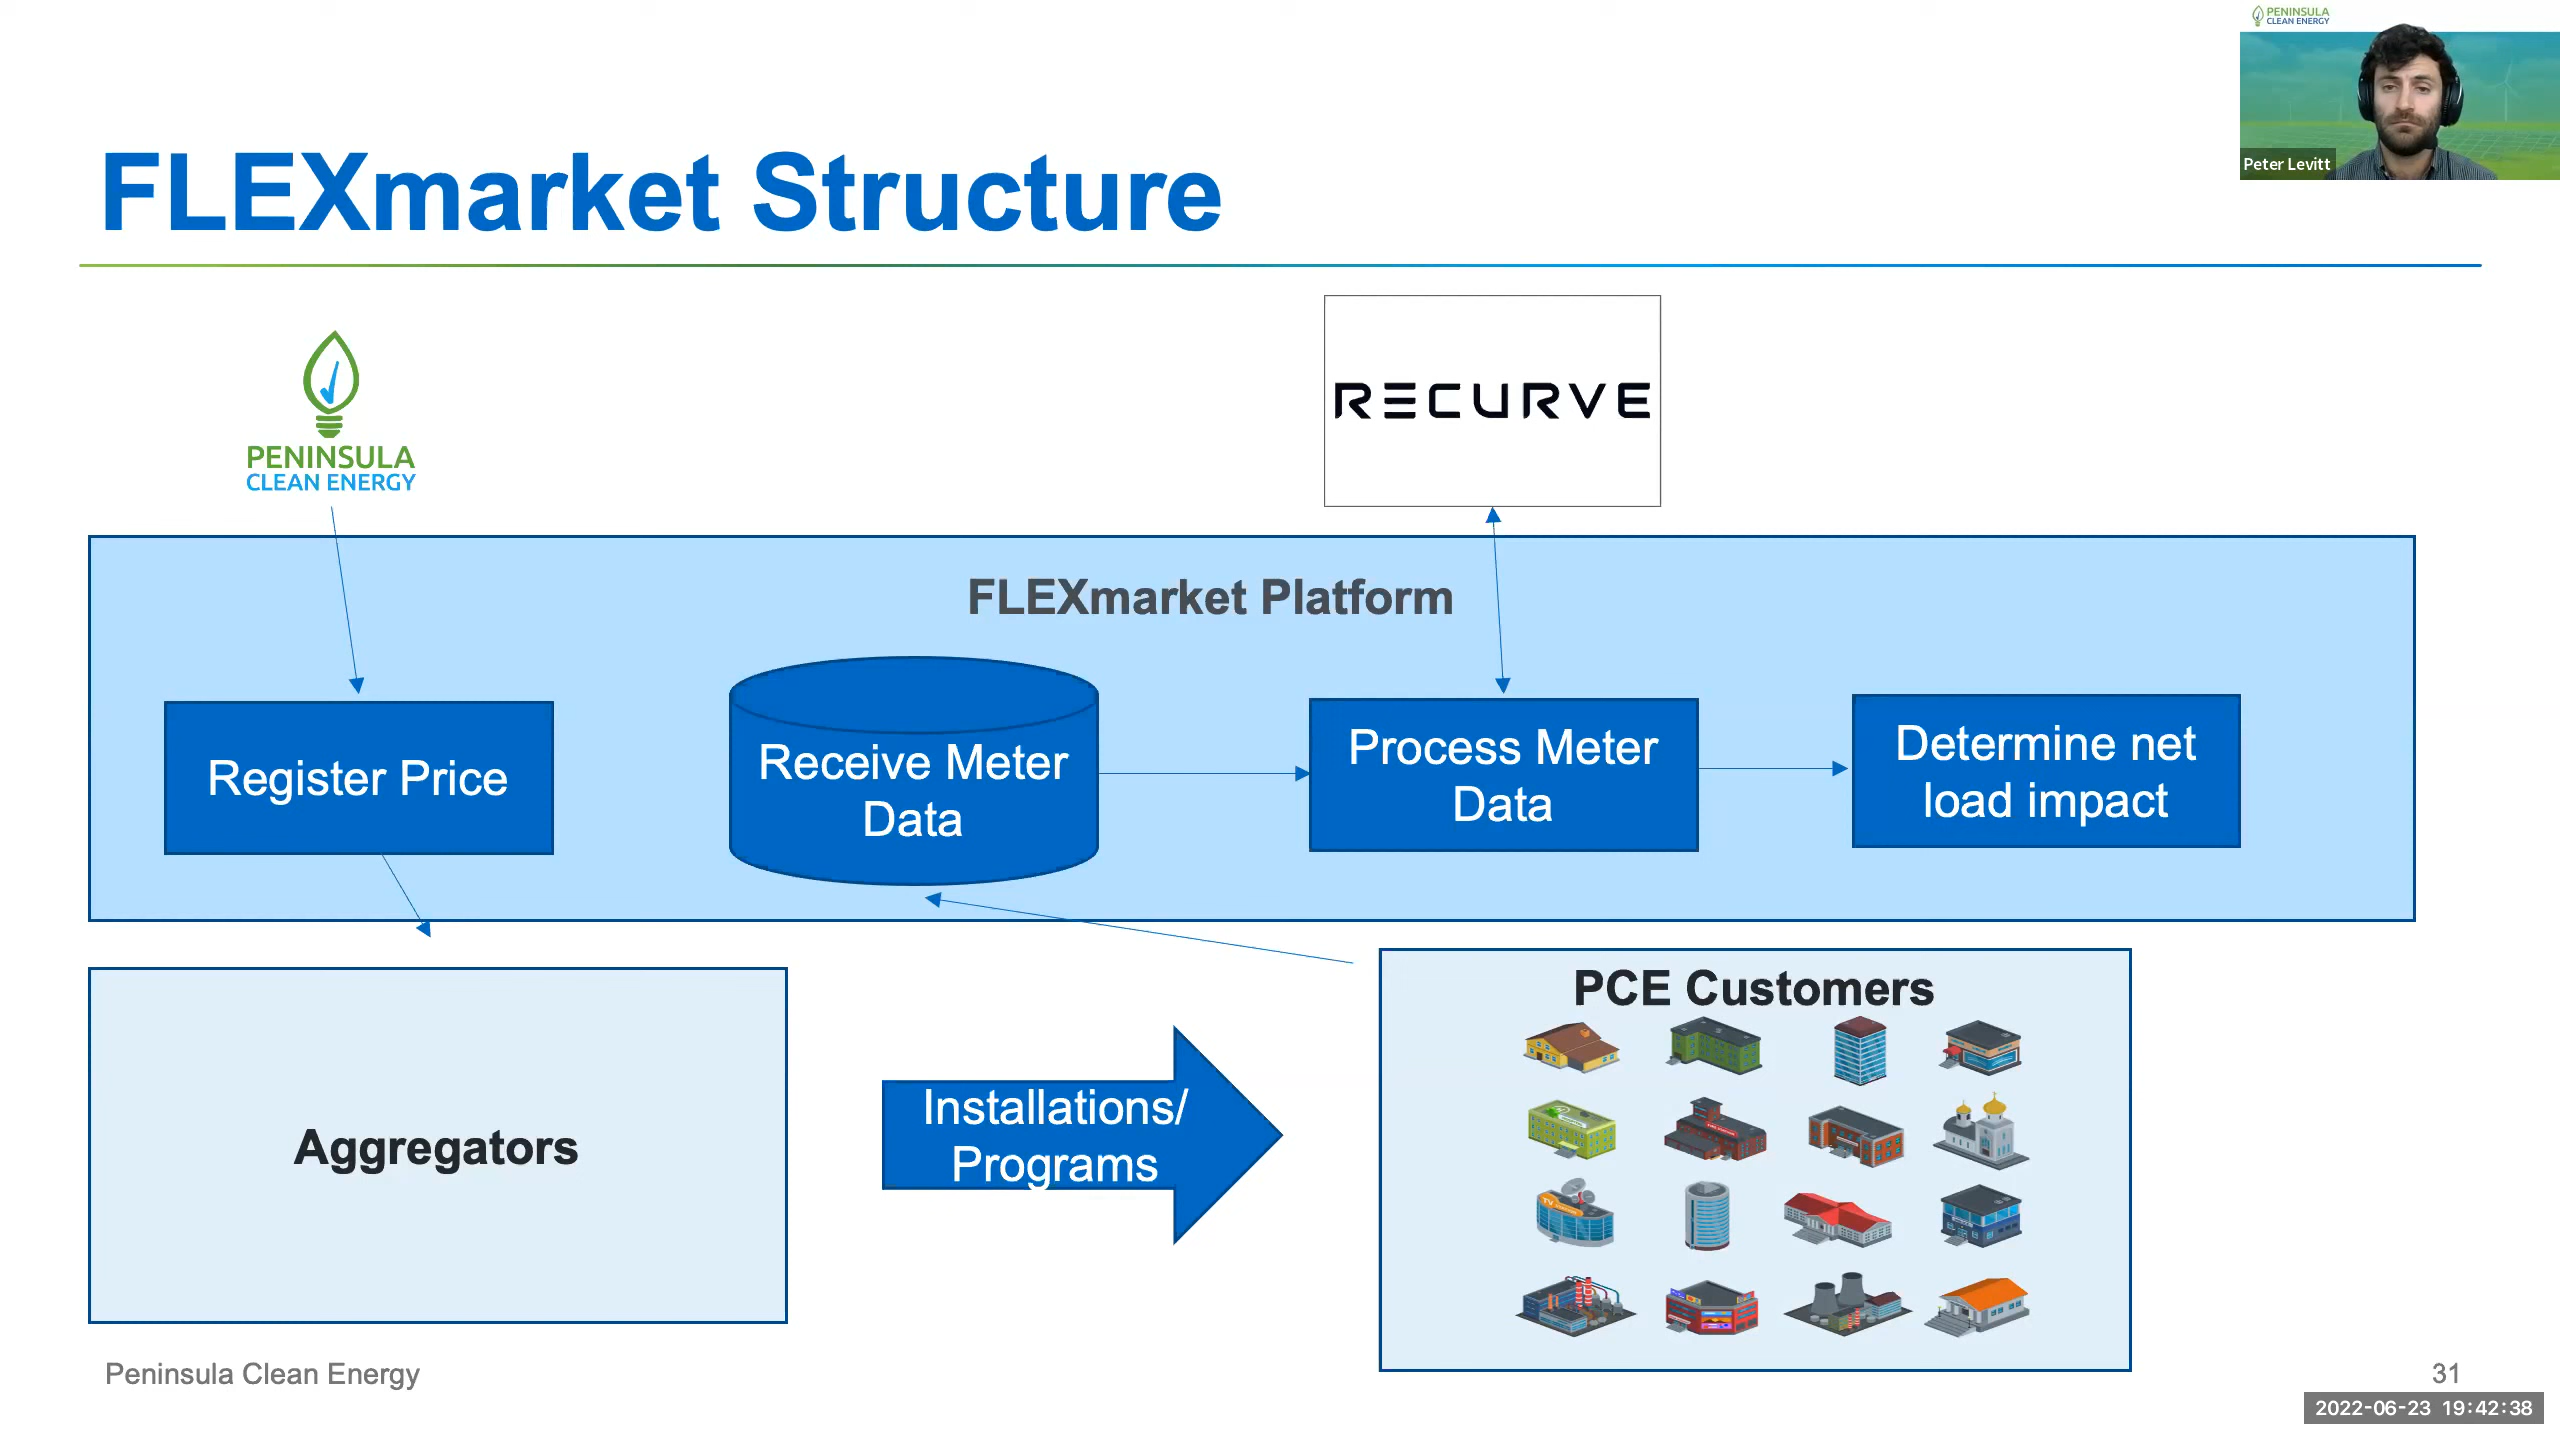 PENINSULA
CLEAN ENERGY
Peter Levitt
FLEXmarket Structure
PENINSULA
CLEAN ENERGY
RECURVE
FLEXmarket Platform
Register Price
Receive Meter
Data
Process Meter
Data
Determine net
load impact
Aggregators
Installations/
Programs
PCE Customers
Peninsula Clean Energy
31
2022-06-23 19:42:38